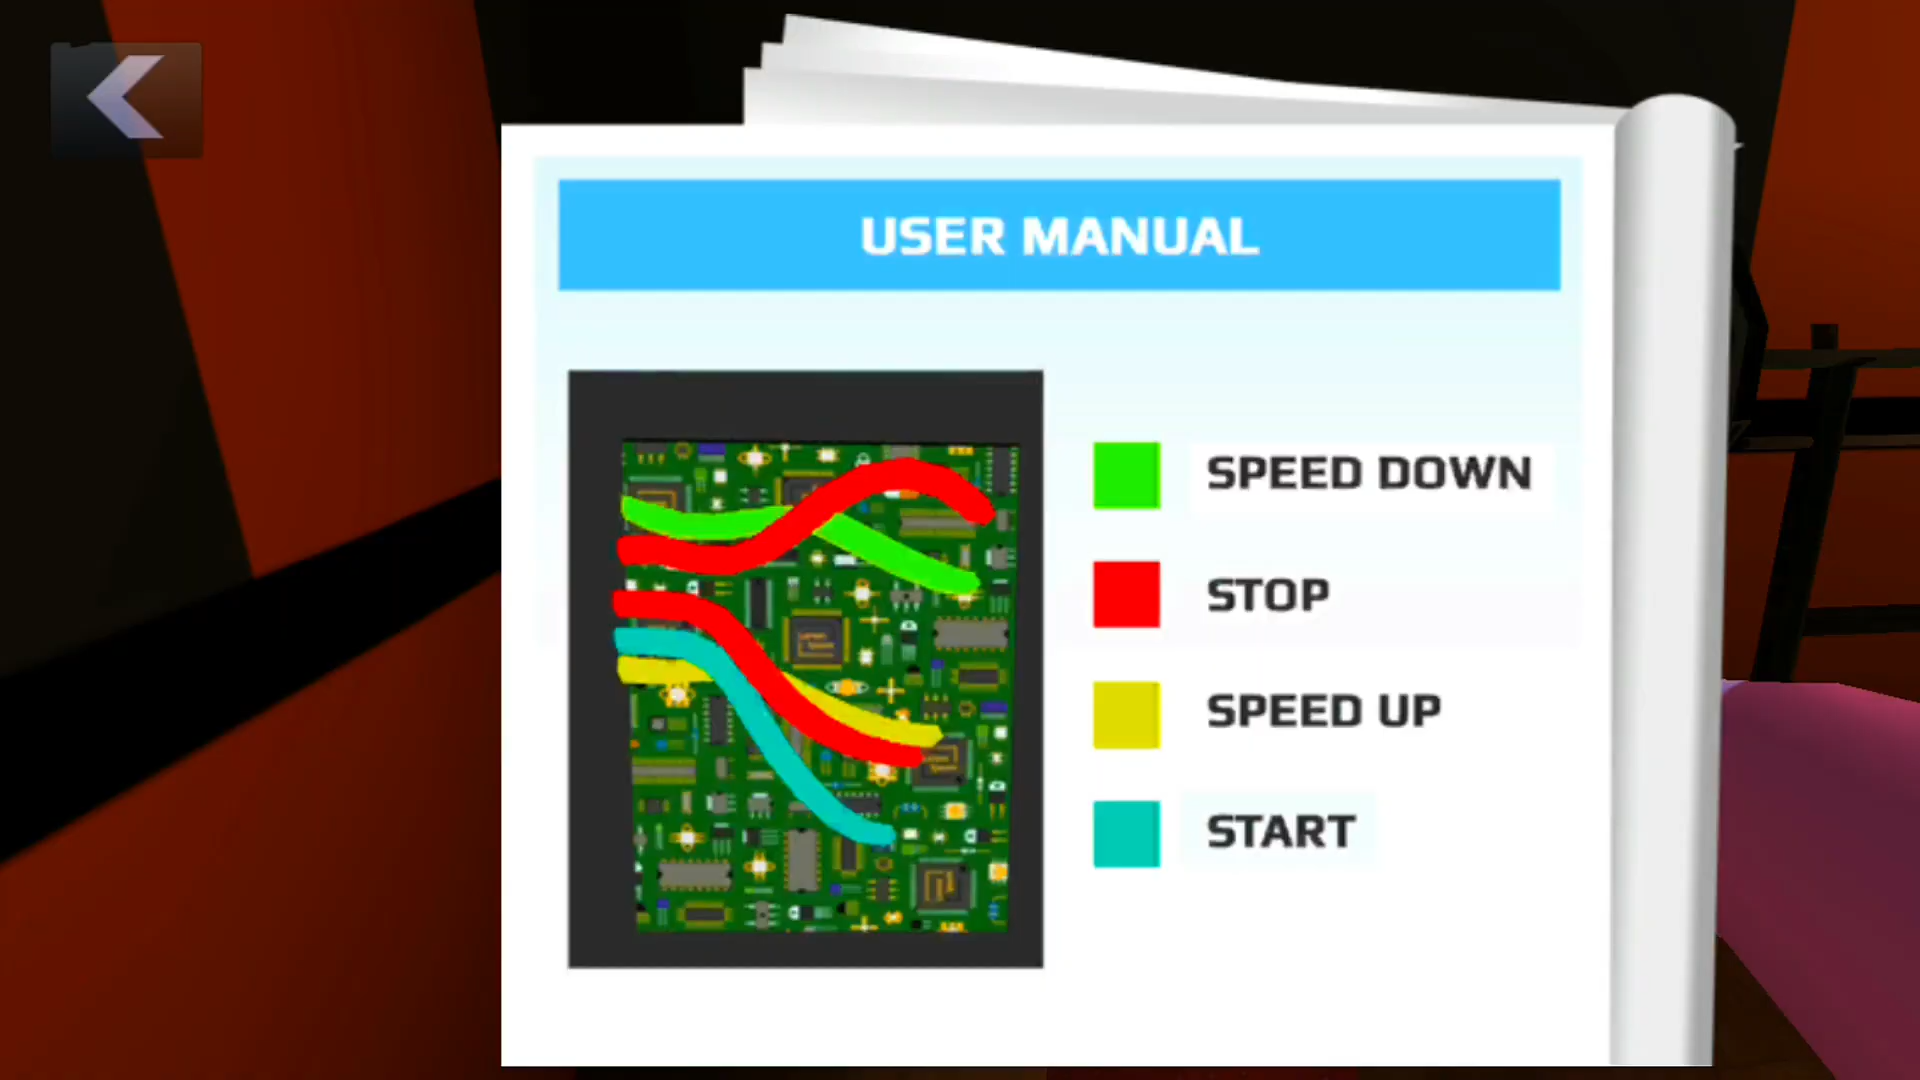 USER MANUAL
SPEED DOWN
STOP
SPEED UP
START